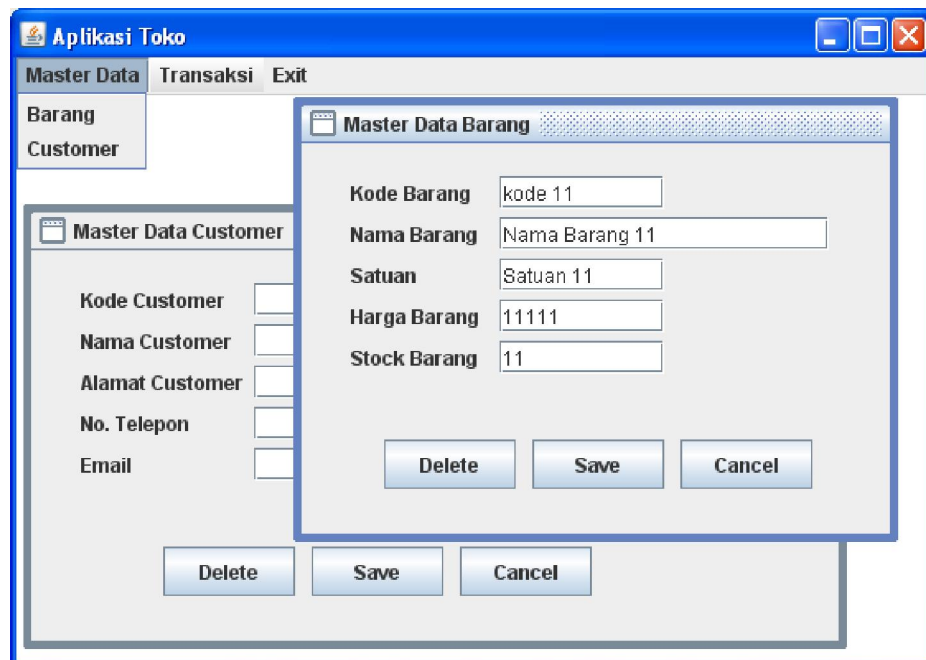 Aplikasi Toko
Master Data Transaksi Exit
Barang
Customer
Master Data Barang
Kode Barang kode 11
Nama Barang Nama Barang 11
Satuan Satuan 11
Harga Barang 11111
Stock Barang 11
Delete Save Cancel
Master Data Customer
Kode Customer
Nama Customer
Alamat Customer
No. Telepon
Email
Delete Save Cancel